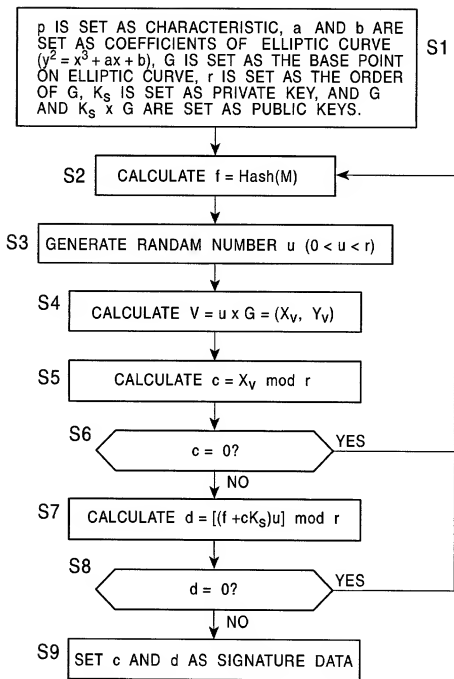 p IS SET AS CHARACTERISTIC, a AND b ARE
SET AS COEFFICIENTS OF ELLIPTIC CURVE
(y² = x³ + ax + b), G IS SET AS THE BASE POINT
ON ELLIPTIC CURVE, r IS SET AS THE ORDER
OF G, Kₛ IS SET AS PRIVATE KEY, AND G
AND Kₛ x G ARE SET AS PUBLIC KEYS.
S1
S2
CALCULATE f = Hash(M)
S3
GENERATE RANDAM NUMBER u (0 < u < r)
S4
CALCULATE V = u x G = (Xᵥ, Yᵥ)
S5
CALCULATE c = Xᵥ mod r
S6
c = 0?
YES
NO
S7
CALCULATE d = [(f +cKₛ)u] mod r
S8
d = 0?
YES
NO
S9
SET c AND d AS SIGNATURE DATA